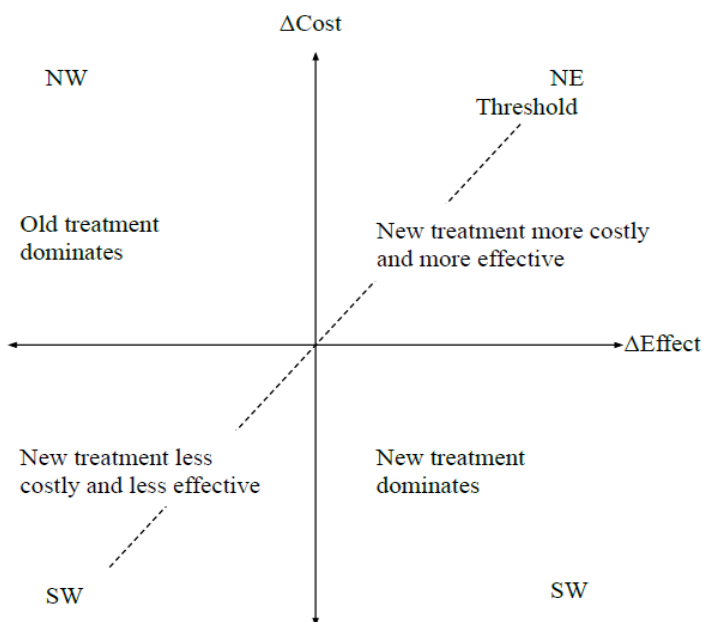 ΔCost
NW
NE
Threshold
Old treatment
dominates
New treatment more costly
and more effective
ΔEffect
New treatment less
costly and less effective
New treatment
dominates
SW
SW